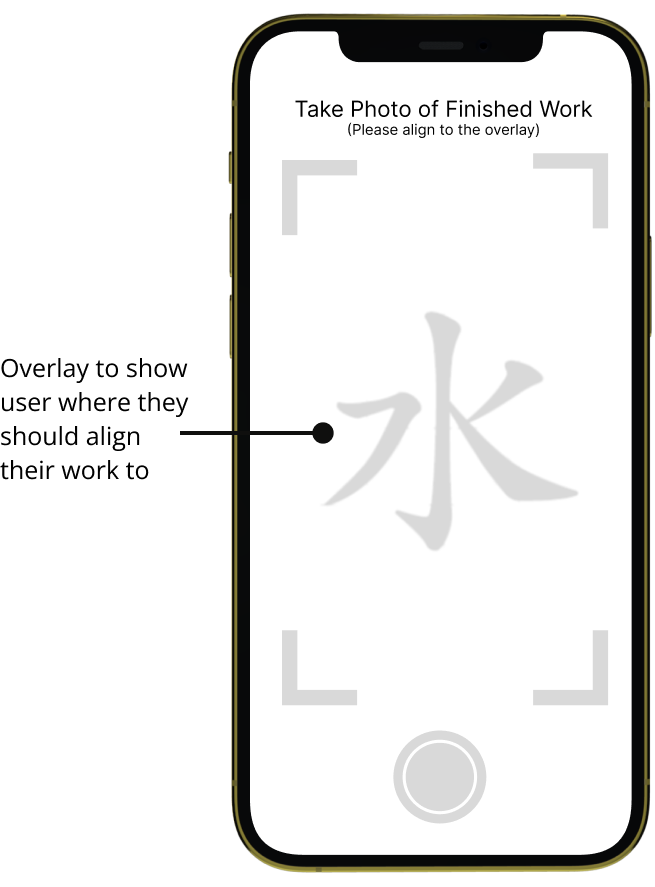 Take Photo of Finished Work
(Please align to the overlay)
Overlay to show
user where they
should align
their work to
水